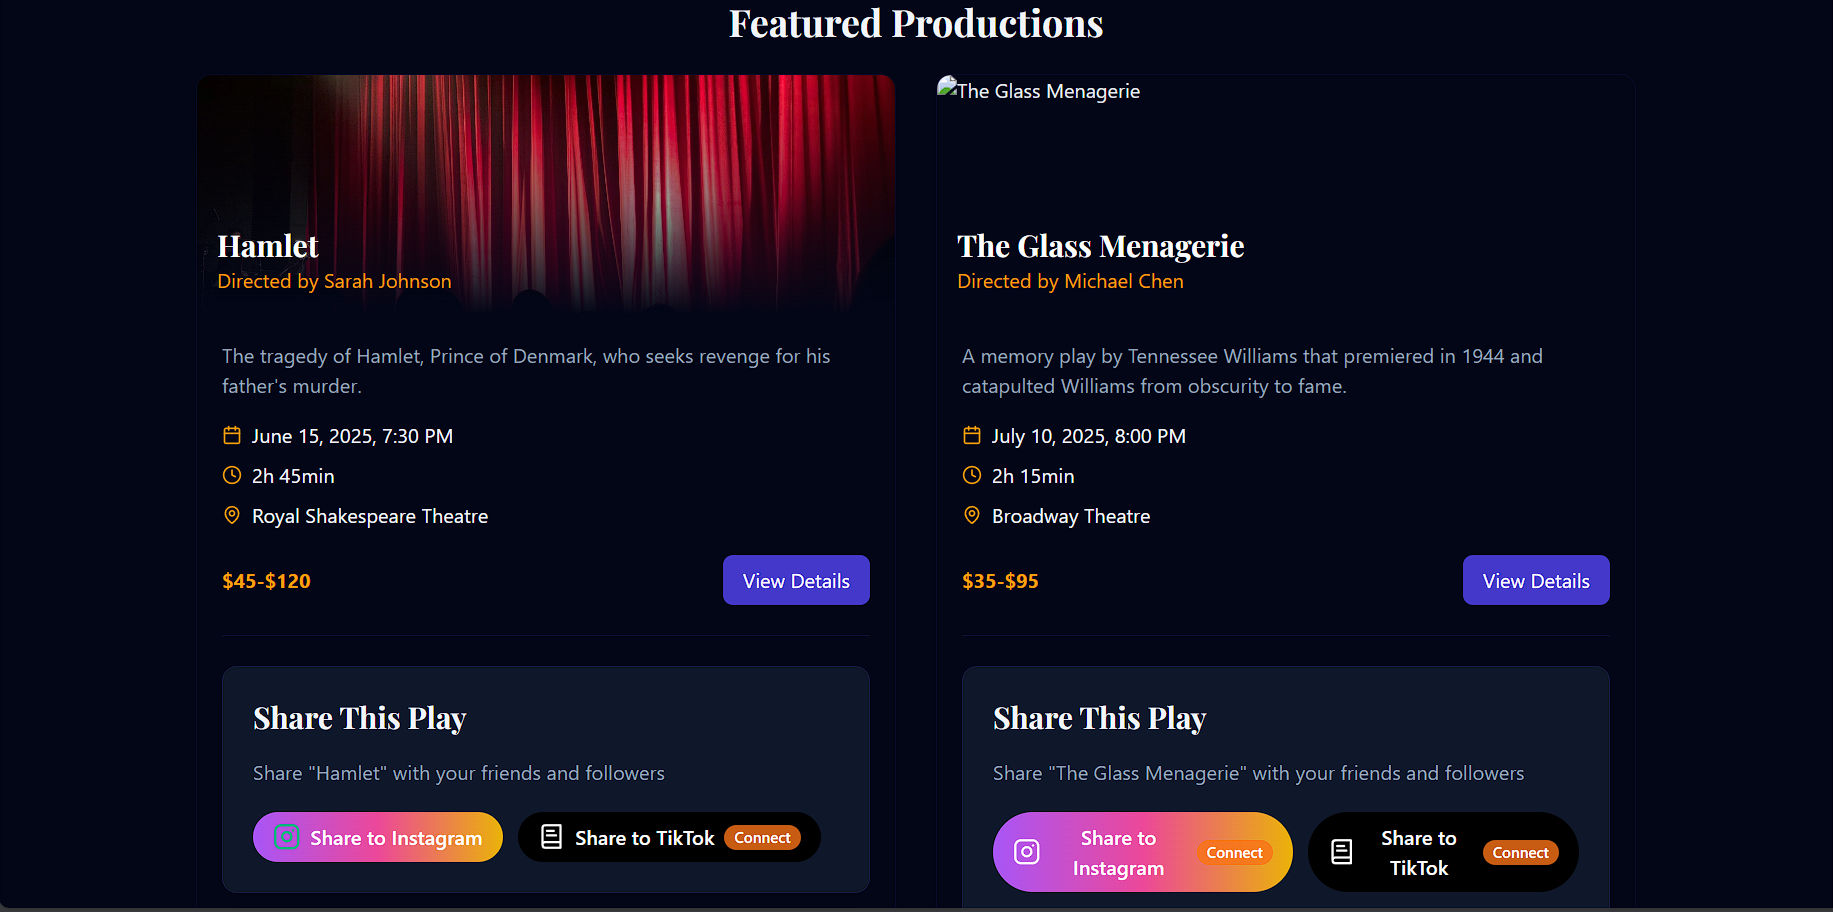 Featured Productions
Hamlet
Directed by Sarah Johnson
The tragedy of Hamlet, Prince of Denmark, who seeks revenge for his
father's murder.
June 15, 2025, 7:30 PM
2h 45min
Royal Shakespeare Theatre
$45-$120
View Details
Share This Play
Share "Hamlet" with your friends and followers
Share to Instagram
Share to TikTok
Connect
The Glass Menagerie
The Glass Menagerie
Directed by Michael Chen
A memory play by Tennessee Williams that premiered in 1944 and
catapulted Williams from obscurity to fame.
July 10, 2025, 8:00 PM
2h 15min
Broadway Theatre
$35-$95
View Details
Share This Play
Share "The Glass Menagerie" with your friends and followers
Share to
Instagram
Connect
Share to
TikTok
Connect